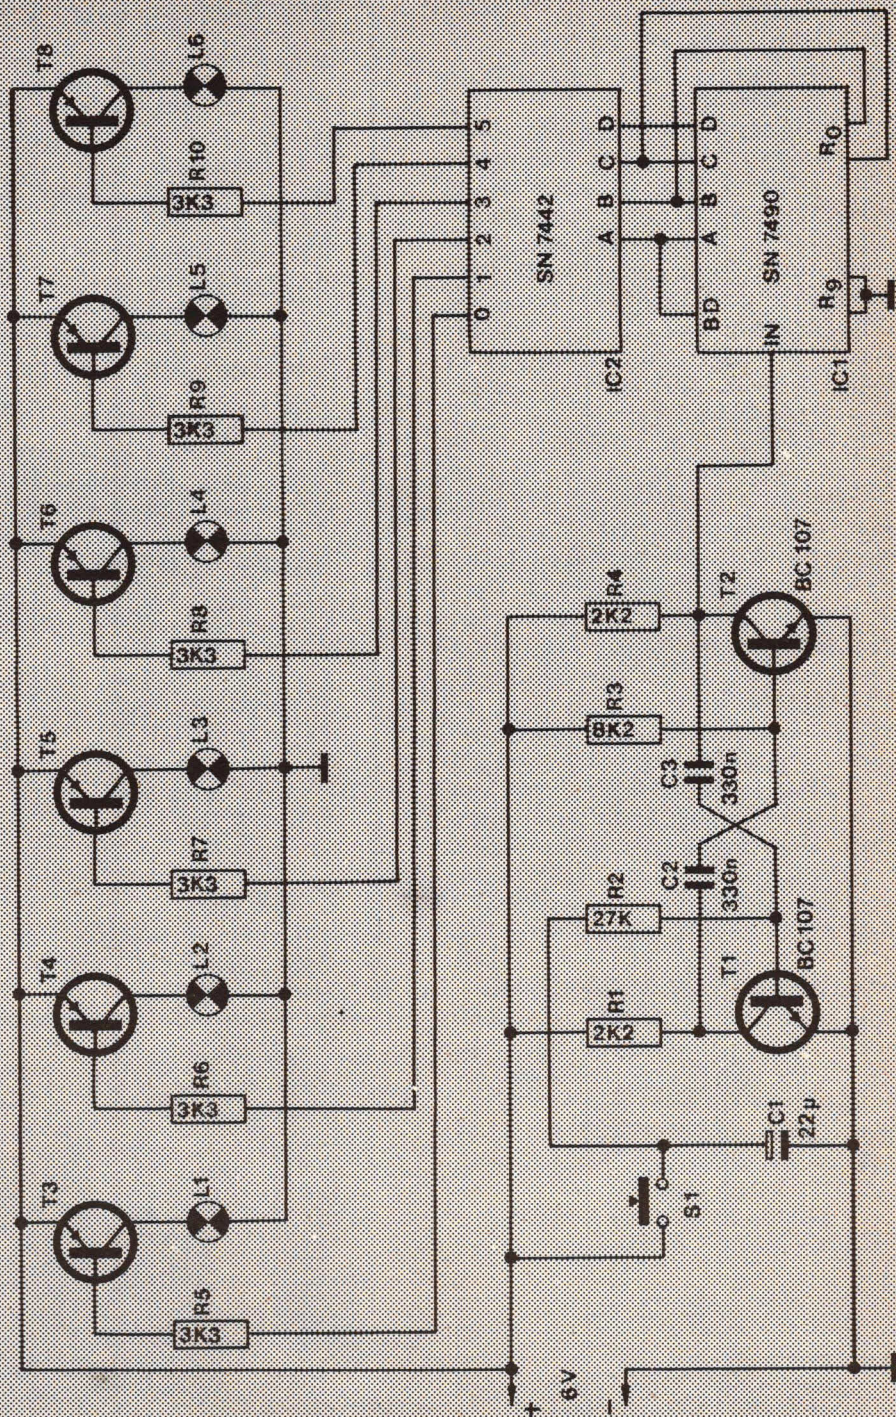 T3
T4
T5
T6
T7
T8
R5
3K3
L1
R6
3K3
L2
R7
3K3
L3
R8
3K3
L4
R9
3K3
L5
R10
3K3
L6
+
6V
−
S1
C1
22µ
R1
2K2
R2
27K
R3
8K2
R4
2K2
C2
330n
C3
330n
T1
BC 107
T2
BC 107
0 1 2 3 4 5
SN 7442
A B C D
IC2
BD A B C D
IN
SN 7490
R9 R0
IC1